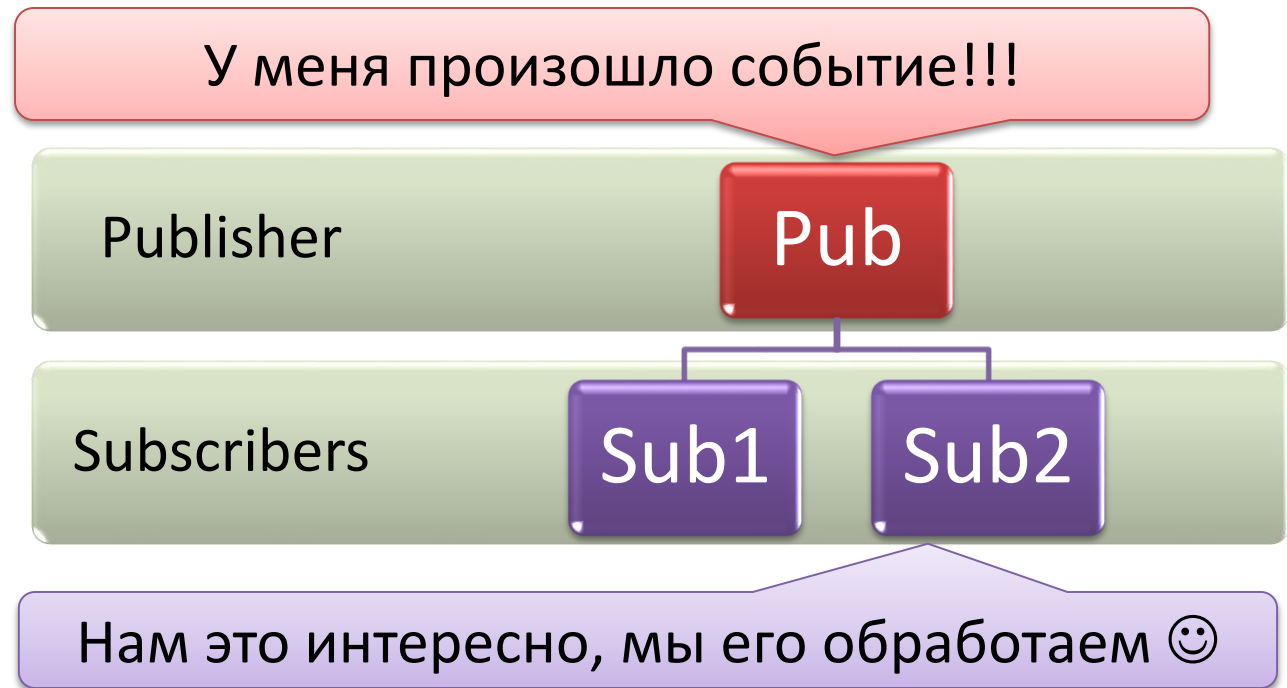 У меня произошло событие!!!
Publisher
Pub
Subscribers
Sub1
Sub2
Нам это интересно, мы его обработаем ☺